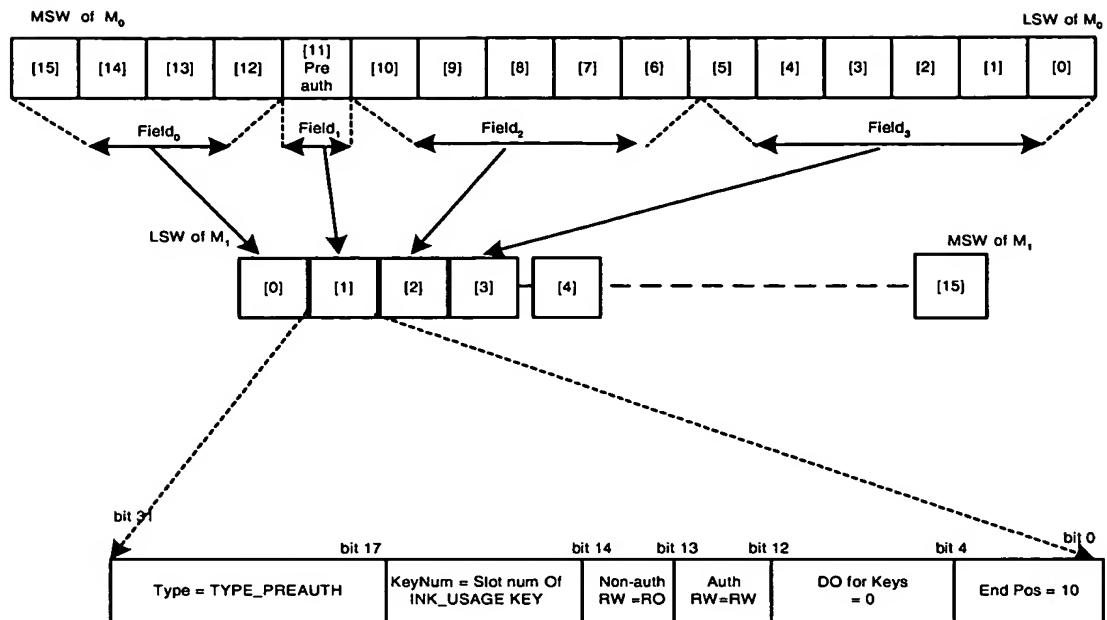 MSW of M0
LSW of M0
[15] [14] [13] [12] [11] [10] [9] [8] [7] [6] [5] [4] [3] [2] [1] [0]
Pre
auth
Field0 Field1 Field2 Field3
LSW of M1
MSW of M1
[0] [1] [2] [3] [4] [15]
bit 31 bit 17 bit 14 bit 13 bit 12 bit 4 bit 0
Type = TYPE_PREAUTH
KeyNum = Slot num Of
INK_USAGE KEY
Non-auth
RW =RO
Auth
RW=RW
DO for Keys
= 0
End Pos = 10